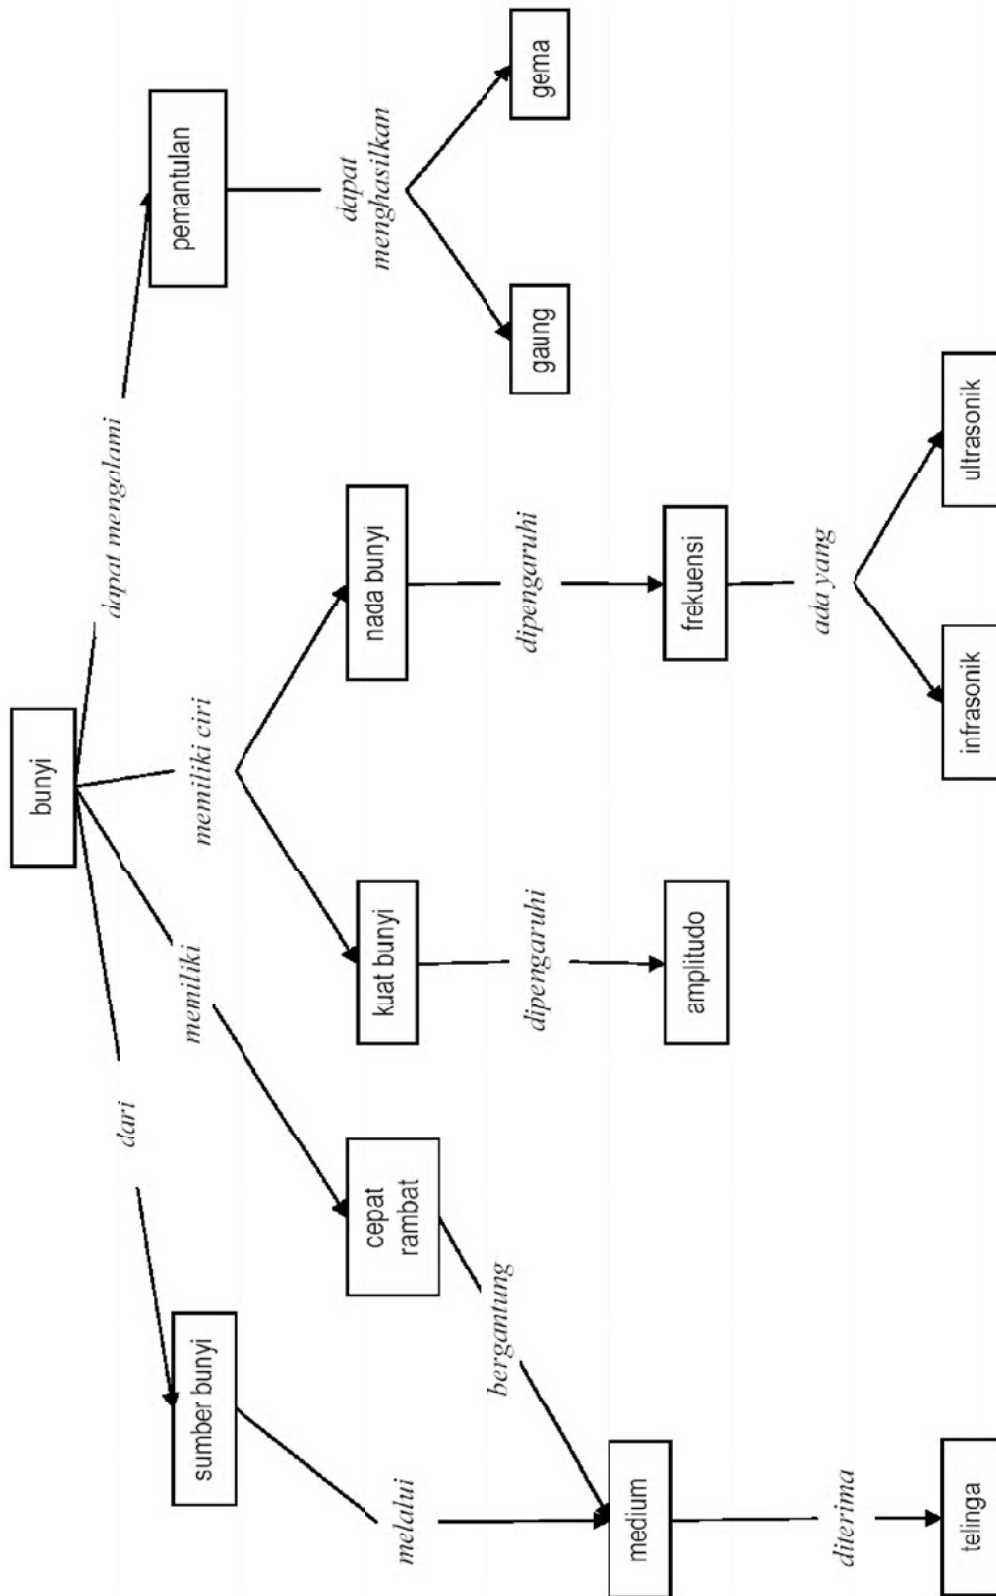 bunyi
dari
memiliki
memiliki ciri
dapat mengalami
sumber bunyi
cepat
rambat
kuat bunyi
nada bunyi
pemantulan
melalui
bergantung
dipengaruhi
dipengaruhi
dapat
menghasilkan
medium
amplitudo
frekuensi
gaung
gema
diterima
ada yang
telinga
infrasonik
ultrasonik